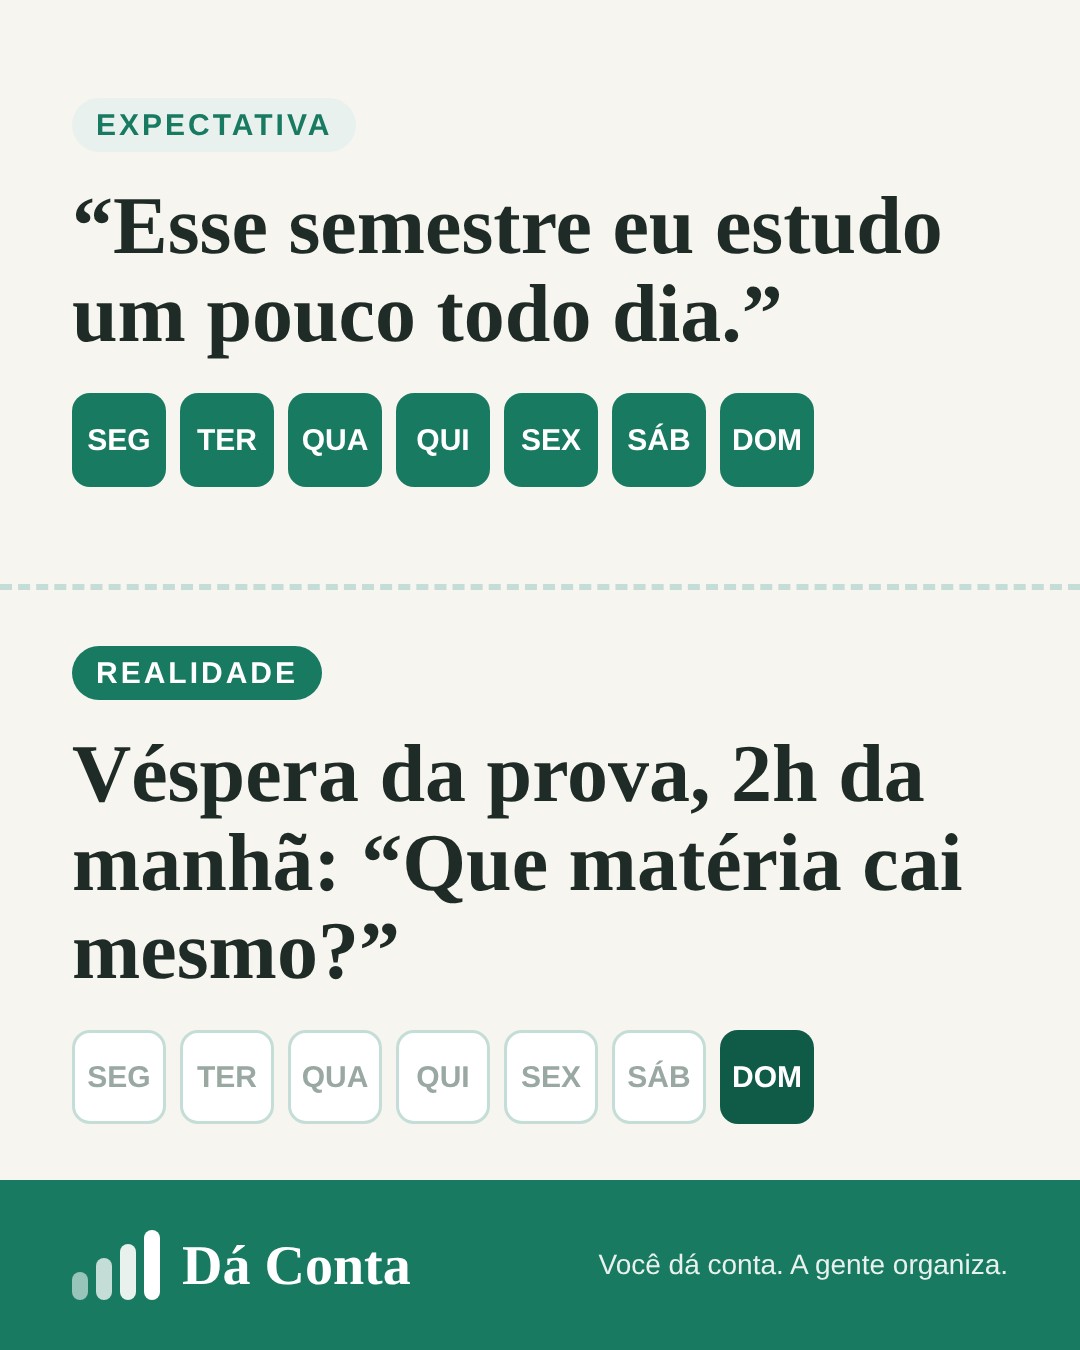 EXPECTATIVA
“Esse semestre eu estudo
um pouco todo dia.”
SEG TER QUA QUI SEX SÁB DOM
REALIDADE
Véspera da prova, 2h da
manhã: “Que matéria cai
mesmo?”
SEG TER QUA QUI SEX SÁB DOM
Dá Conta
Você dá conta. A gente organiza.